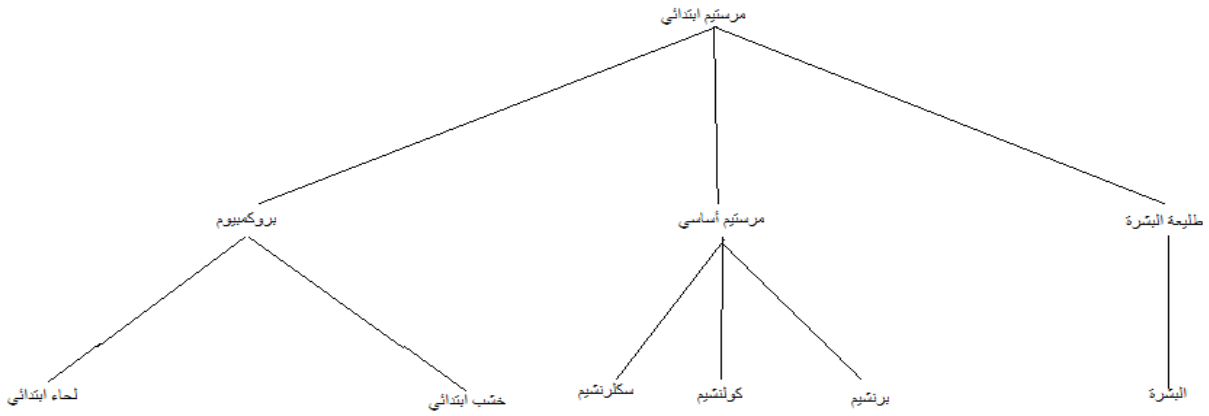 مرستيم ابتدائي
طليعة البشرة
مرستيم أساسي
بروكمبيوم
البشرة
برنشيم
كولنشيم
سكلرنشيم
خشب ابتدائي
لحاء ابتدائي